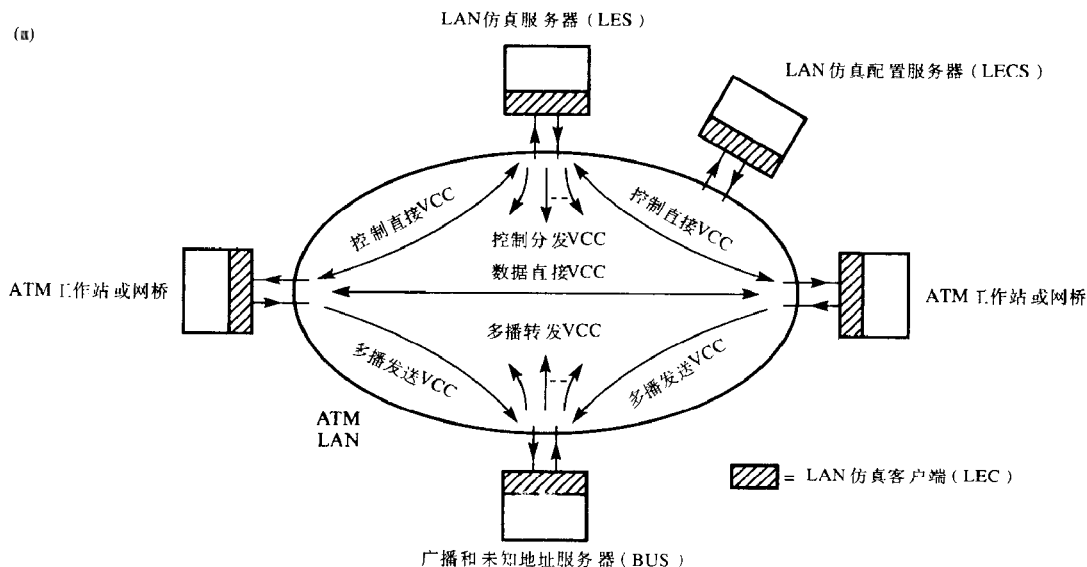 (a)
LAN仿真服务器(LES)
LAN仿真配置服务器(LECS)
控制直接VCC
控制直接VCC
控制分发VCC
数据直接VCC
ATM工作站或网桥
ATM工作站或网桥
多播转发VCC
多播发送VCC
多播发送VCC
ATM
LAN
= LAN仿真客户端(LEC)
广播和未知地址服务器(BUS)